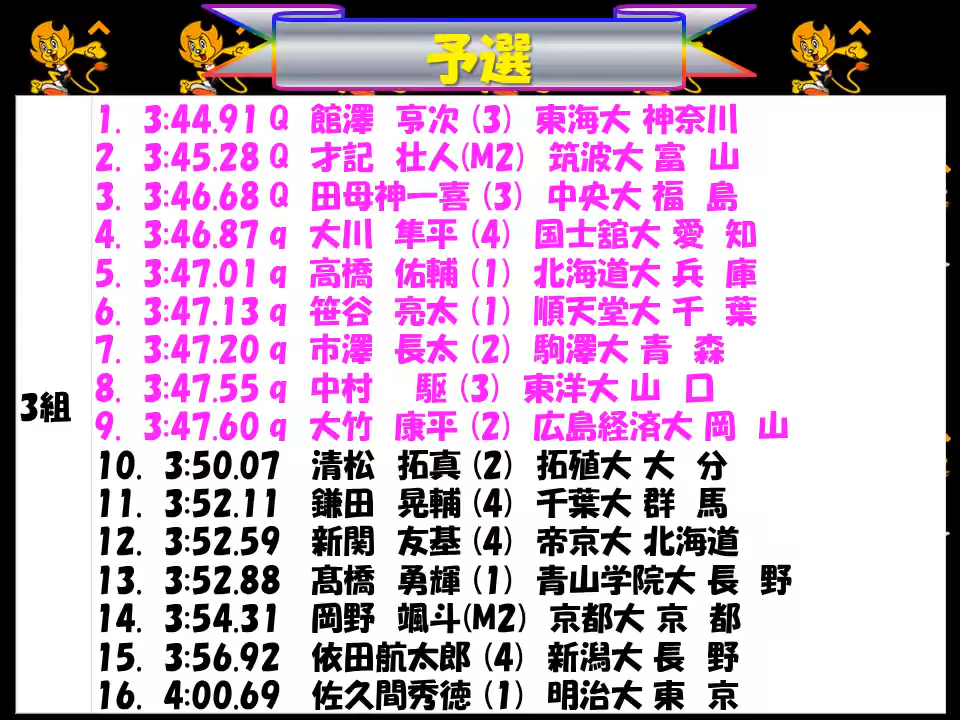 予選
3組
1. 3:44.91 Q 館澤 亨次 (3) 東海大 神奈川
2. 3:45.28 Q 才記 壮人(M2) 筑波大 富 山
3. 3:46.68 Q 田母神一喜 (3) 中央大 福 島
4. 3:46.87 q 大川 隼平 (4) 国士舘大 愛 知
5. 3:47.01 q 高橋 佑輔 (1) 北海道大 兵 庫
6. 3:47.13 q 笹谷 亮太 (1) 順天堂大 千 葉
7. 3:47.20 q 市澤 長太 (2) 駒澤大 青 森
8. 3:47.55 q 中村 駆 (3) 東洋大 山 口
9. 3:47.60 q 大竹 康平 (2) 広島経済大 岡 山
10. 3:50.07 清松 拓真 (2) 拓殖大 大 分
11. 3:52.11 鎌田 晃輔 (4) 千葉大 群 馬
12. 3:52.59 新関 友基 (4) 帝京大 北海道
13. 3:52.88 髙橋 勇輝 (1) 青山学院大 長 野
14. 3:54.31 岡野 颯斗(M2) 京都大 京 都
15. 3:56.92 依田航太郎 (4) 新潟大 長 野
16. 4:00.69 佐久間秀徳 (1) 明治大 東 京